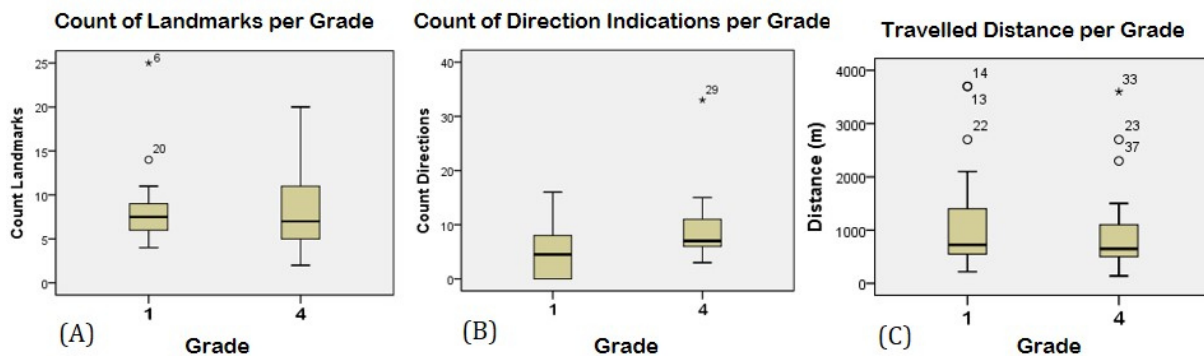 Count of Landmarks per Grade
25
20
15
10
5
0
Count Landmarks
6
20
1
4
Grade
(A)
Count of Direction Indications per Grade
40
30
20
10
0
Count Directions
29
1
4
Grade
(B)
Travelled Distance per Grade
4000
3000
2000
1000
0
Distance (m)
14
13
22
33
23
37
1
4
Grade
(C)